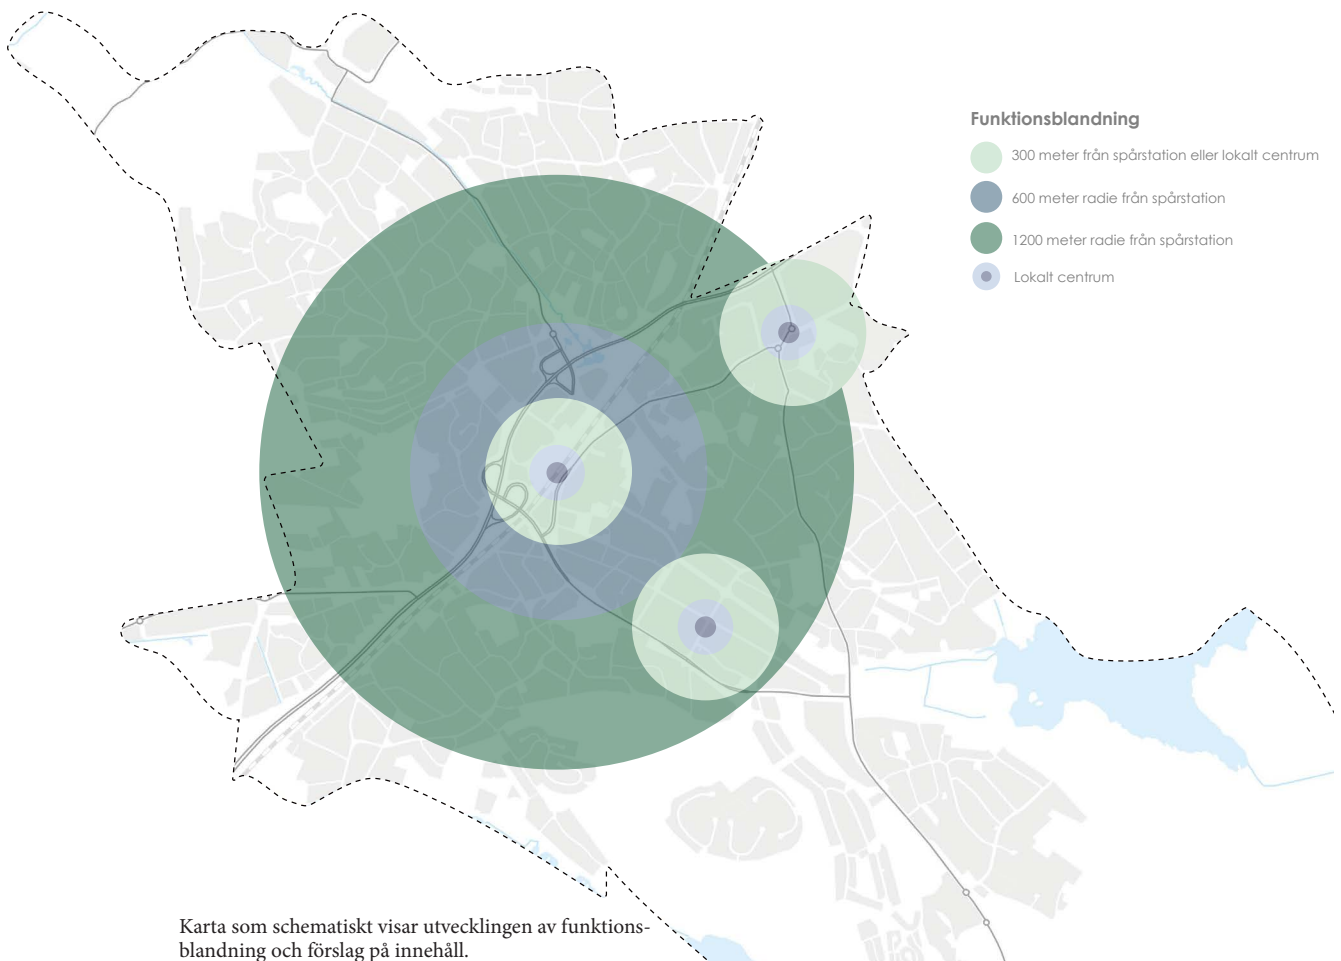 Funktionsblandning
300 meter från spårstation eller lokalt centrum
600 meter radie från spårstation
1200 meter radie från spårstation
Lokalt centrum
Karta som schematiskt visar utvecklingen av funktions-
blandning och förslag på innehåll.